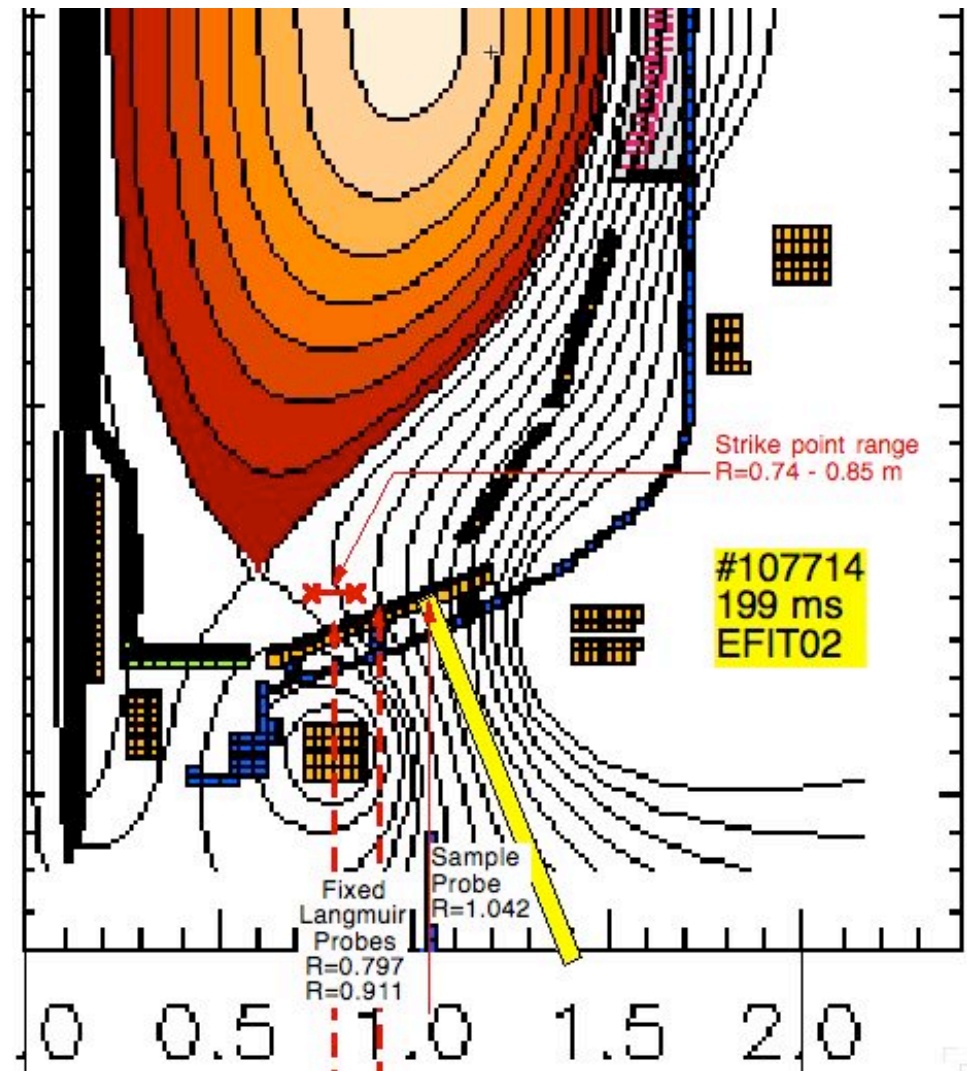 Strike point range
R=0.74 - 0.85 m
#107714
199 ms
EFIT02
Sample
Probe
R=1.042
Fixed
Langmuir
Probes
R=0.797
R=0.911
.0 0.5 1.0 1.5 2.0